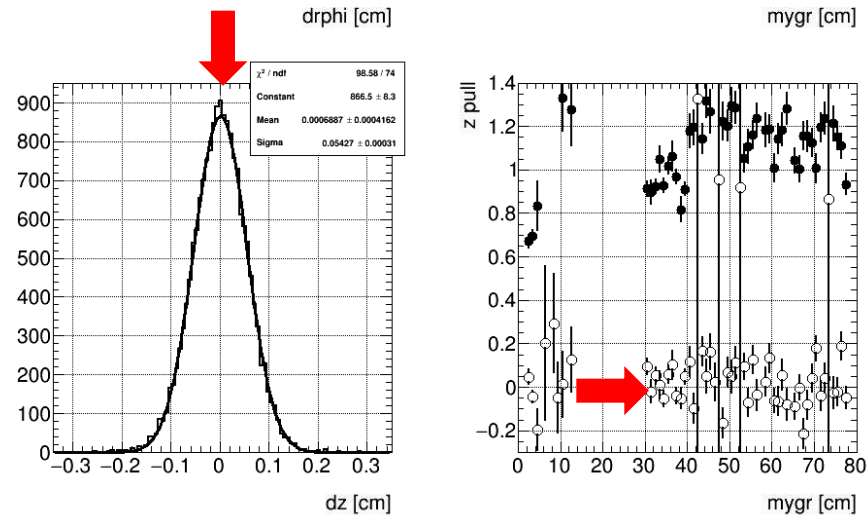 drphi [cm]
mygr [cm]
χ² / ndf 98.58 / 74
Constant 866.5 ± 8.3
Mean 0.0006887 ± 0.0004162
Sigma 0.05427 ± 0.00031
900
800
700
600
500
400
300
200
100
0
−0.3 −0.2 −0.1 0 0.1 0.2 0.3
dz [cm]
z pull
1.4
1.2
1
0.8
0.6
0.4
0.2
0
−0.2
0 10 20 30 40 50 60 70 80
mygr [cm]